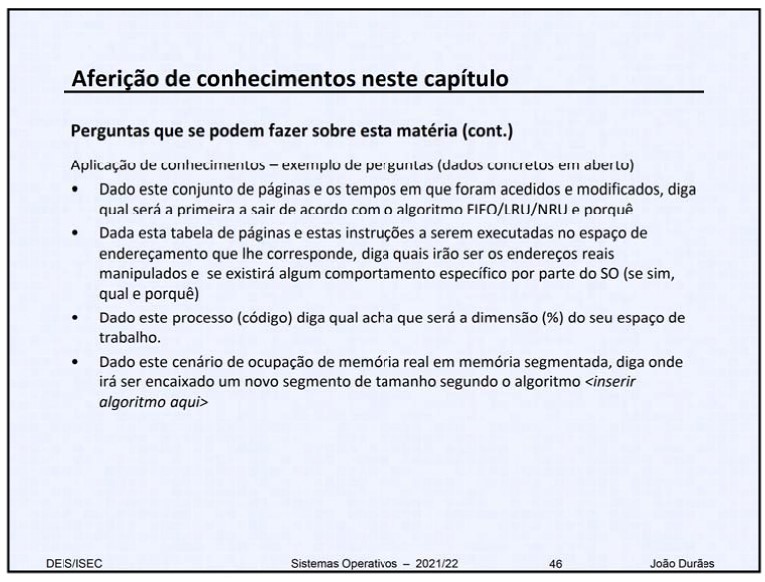 Aferição de conhecimentos neste capítulo
Perguntas que se podem fazer sobre esta matéria (cont.)
Aplicação de conhecimentos – exemplo de perguntas (dados concretos em aberto)
• Dado este conjunto de páginas e os tempos em que foram acedidos e modificados, diga
qual será a primeira a sair de acordo com o algoritmo FIFO/LRU/NRU e porquê
• Dada esta tabela de páginas e estas instruções a serem executadas no espaço de
endereçamento que lhe corresponde, diga quais irão ser os endereços reais
manipulados e se existirá algum comportamento específico por parte do SO (se sim,
qual e porquê)
• Dado este processo (código) diga qual acha que será a dimensão (%) do seu espaço de
trabalho.
• Dado este cenário de ocupação de memória real em memória segmentada, diga onde
irá ser encaixado um novo segmento de tamanho segundo o algoritmo <inserir
algoritmo aqui>
DEIS/ISEC Sistemas Operativos – 2021/22 46 João Durães